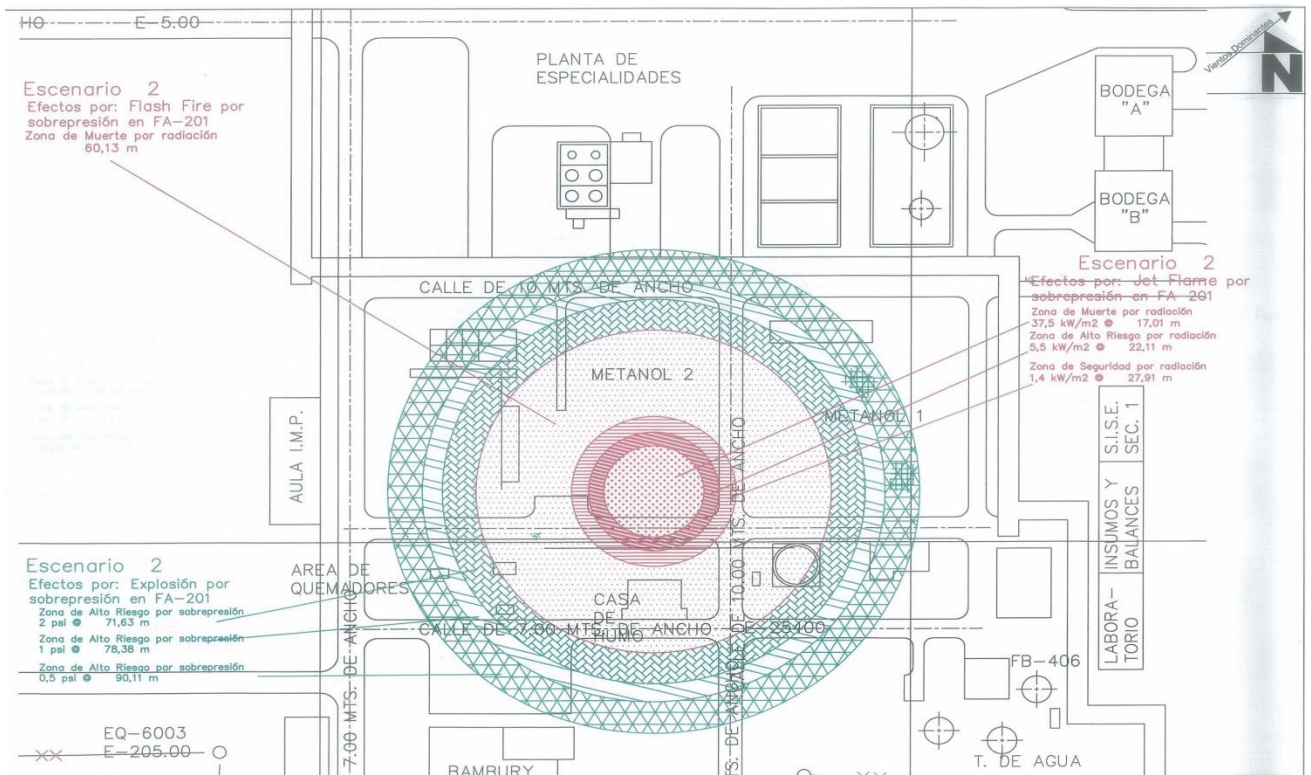 HO E-5.00
PLANTA DE
ESPECIALIDADES
Vientos Dominantes
N
BODEGA
"A"
BODEGA
"B"
Escenario 2
Efectos por: Flash Fire por
sobrepresión en FA-201
Zona de Muerte por radiación
60,13 m
Escenario 2
Efectos por: Jet Flame por
sobrepresión en FA 201
Zona de Muerte por radiación
37,5 kW/m2 @ 17,01 m
Zona de Alto Riesgo por radiación
5,5 kW/m2 @ 22,11 m
Zona de Seguridad por radiación
1,4 kW/m2 @ 27,91 m
CALLE DE 10 MTS. DE ANCHO
METANOL 2
METANOL 1
AULA I.M.P.
S.I.S.E.
SEC. 1
INSUMOS Y
BALANCES
LABORA-
TORIO
Escenario 2
Efectos por: Explosión por
sobrepresión en FA-201
Zona de Alto Riesgo por sobrepresión
2 psi @ 71,63 m
Zona de Alto Riesgo por sobrepresión
1 psi @ 78,38 m
Zona de Alto Riesgo por sobrepresión
0,5 psi @ 90,11 m
AREA DE
QUEMADORES
CASA
DE
HUMO
CALLE DE 7.00 MTS. DE ANCHO
25400
7.00 MTS. DE ANCHO
DE 10.00 MTS. DE ANCHO
TS. DE ANCHO
FB-406
T. DE AGUA
EQ-6003
XX E-205.00
BAMBURY
XX